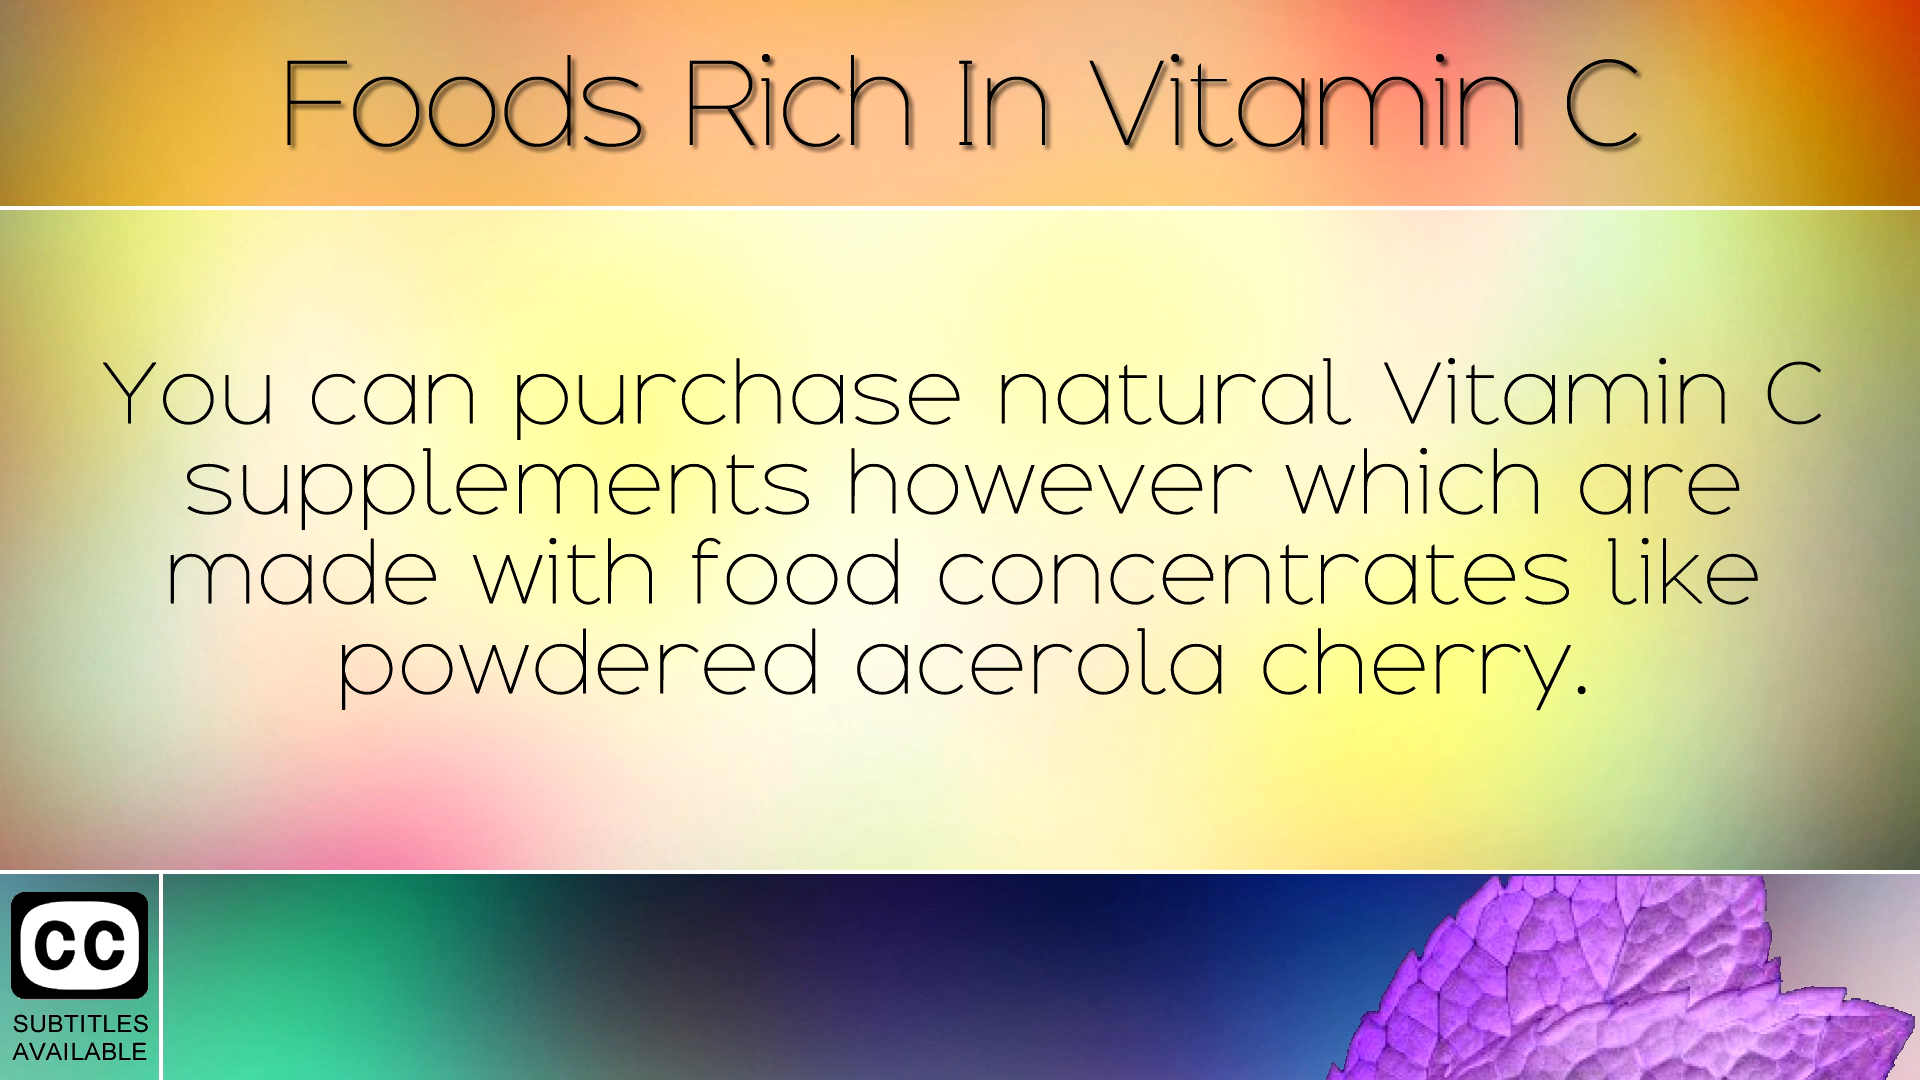 Foods Rich In Vitamin C
You can purchase natural Vitamin C
supplements however which are
made with food concentrates like
powdered acerola cherry.
CC
SUBTITLES
AVAILABLE